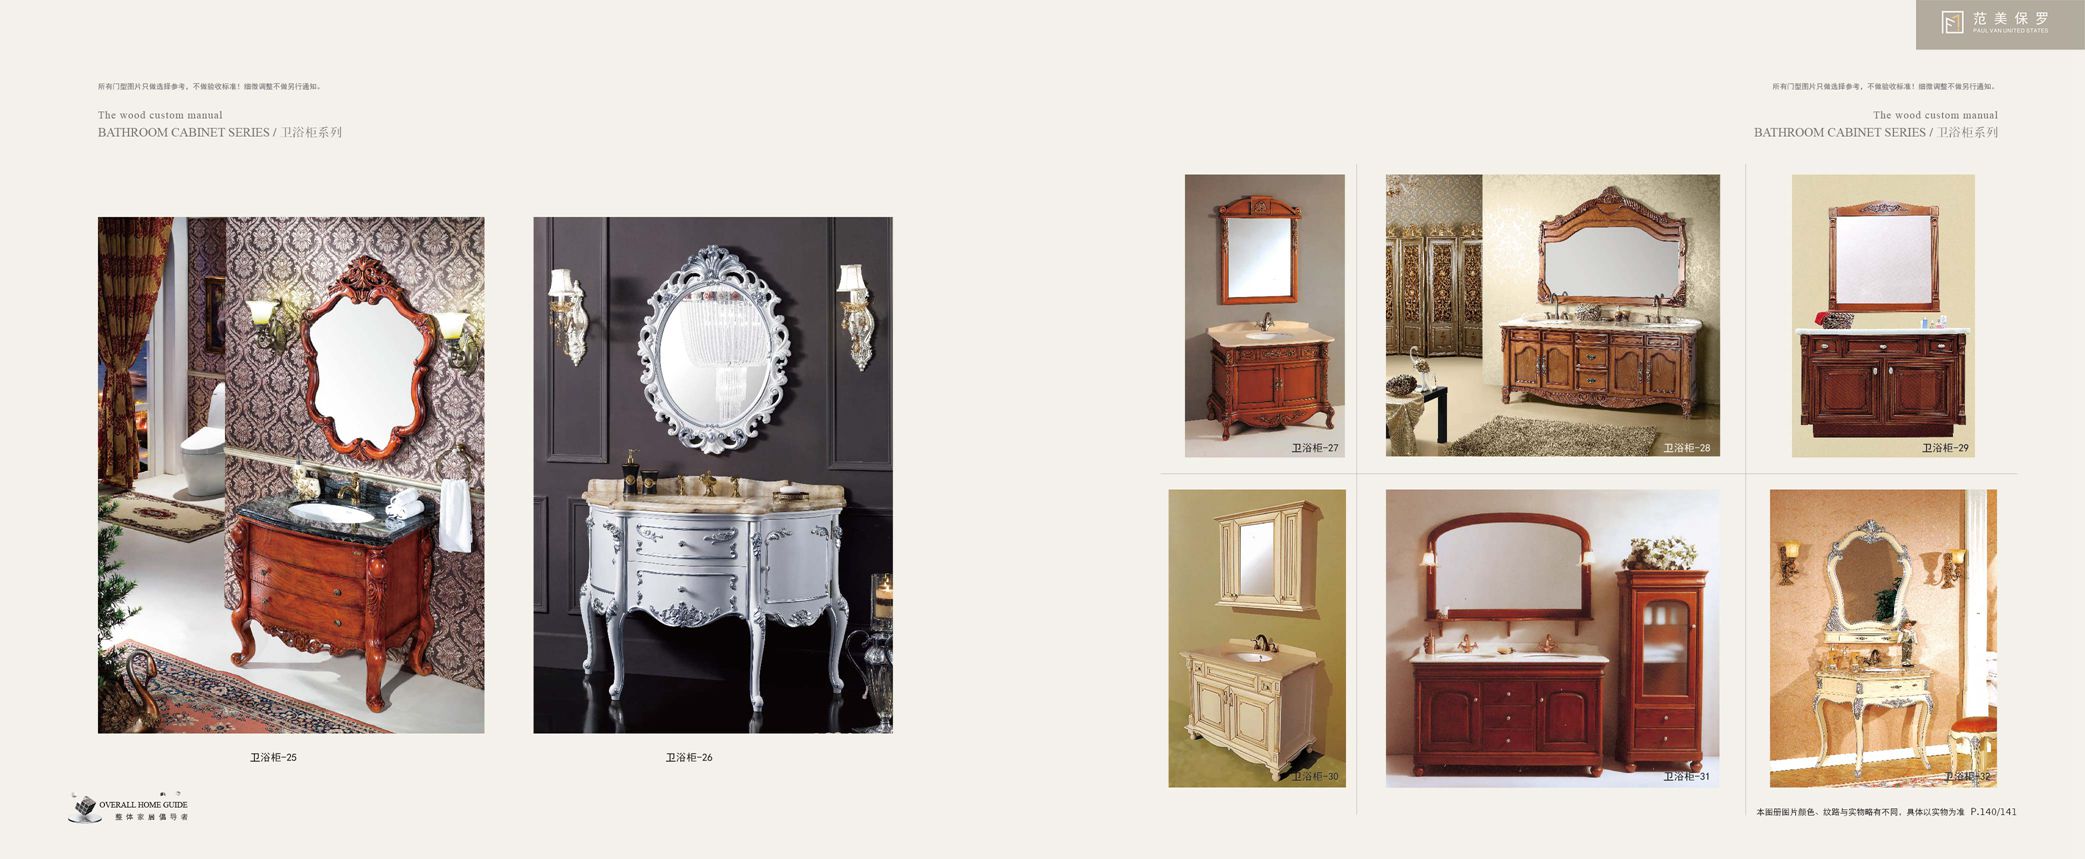 范美保罗
PAUL VAN UNITED STATES
所有门型图片只做选择参考，不做验收标准！细微调整不做另行通知。
The wood custom manual
BATHROOM CABINET SERIES / 卫浴柜系列
所有门型图片只做选择参考，不做验收标准！细微调整不做另行通知。
The wood custom manual
BATHROOM CABINET SERIES / 卫浴柜系列
卫浴柜-25
卫浴柜-26
卫浴柜-27
卫浴柜-28
卫浴柜-29
卫浴柜-30
卫浴柜-31
卫浴柜-32
OVERALL HOME GUIDE
整体家居倡导者
本图册图片颜色、纹路与实物略有不同，具体以实物为准 P.140/141